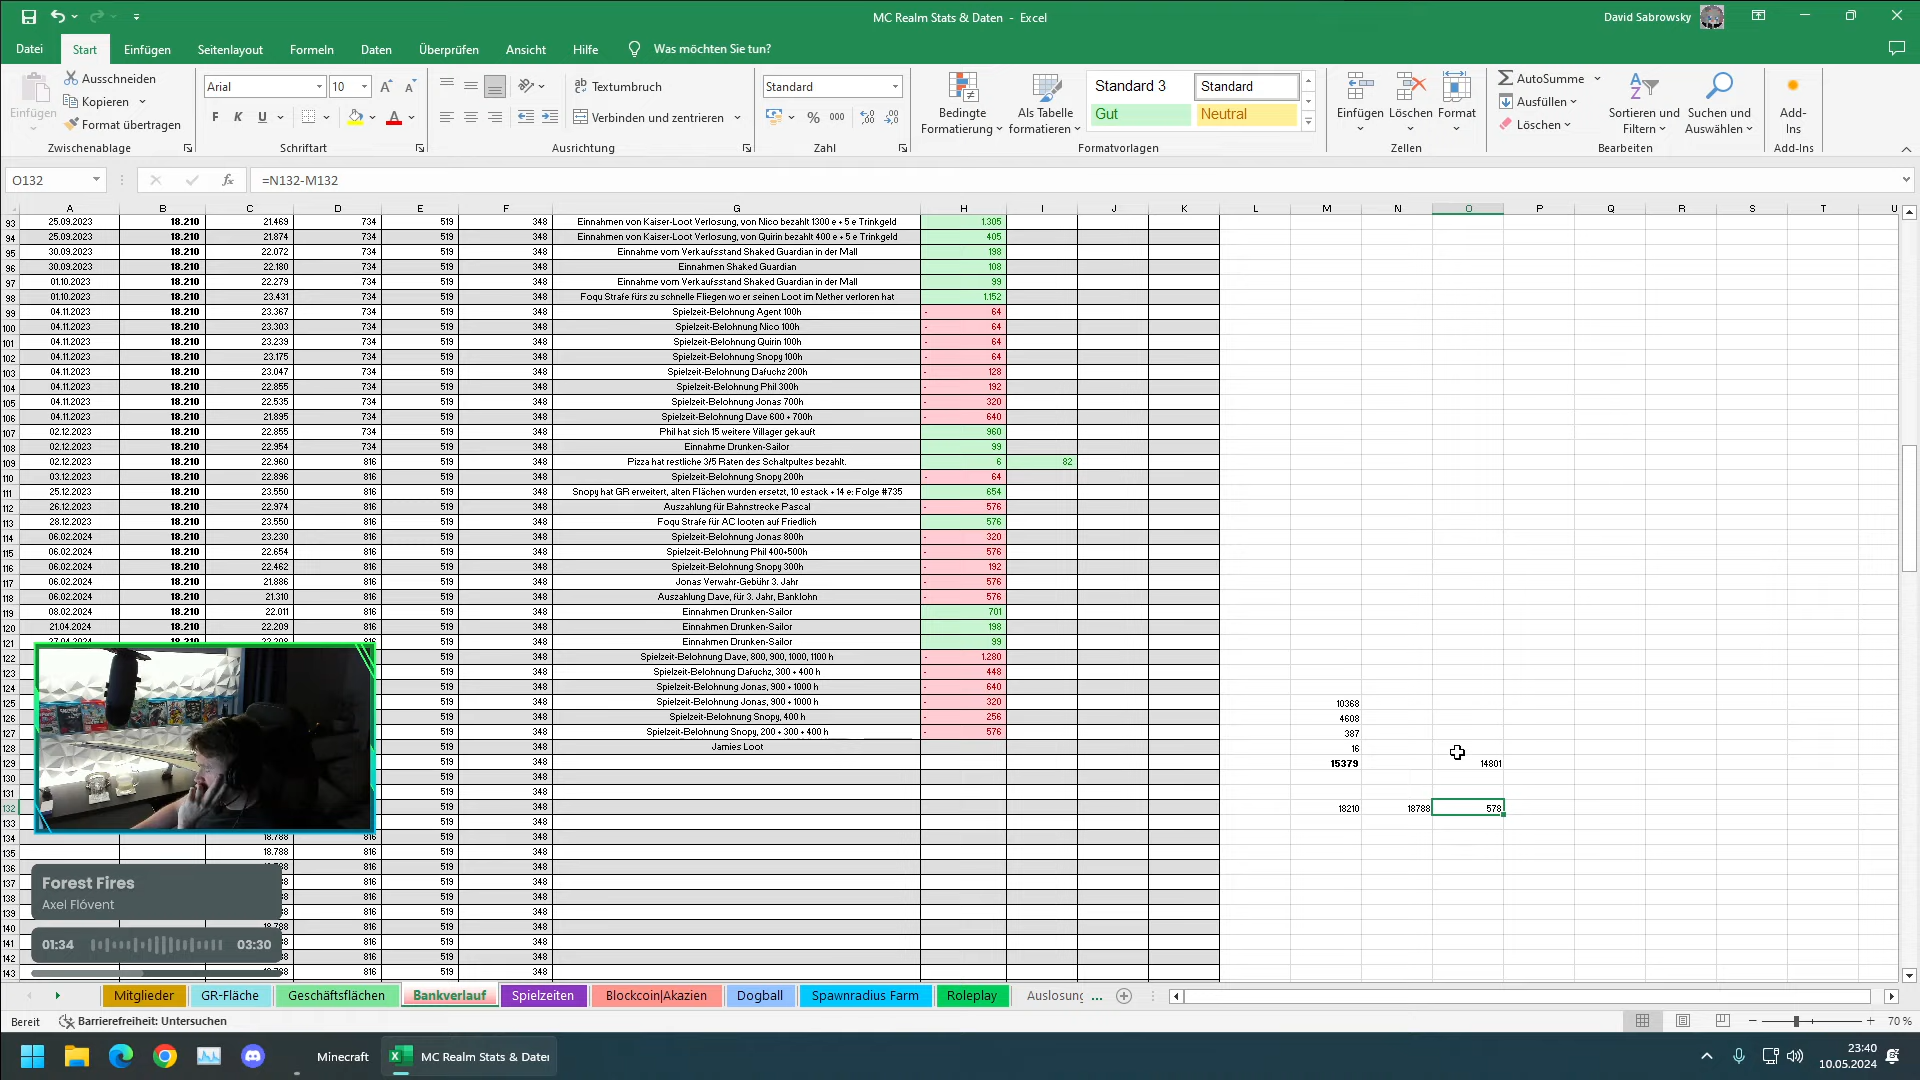 MC Realm Stats & Daten - Excel
David Sabrowsky
Datei Start Einfügen Seitenlayout Formeln Daten Überprüfen Ansicht Hilfe Was möchten Sie tun?
Einfügen
Ausschneiden
Kopieren
Format übertragen
Zwischenablage
Arial 10
F K U
Schriftart
Textumbruch
Verbinden und zentrieren
Ausrichtung
Standard
% 000
Zahl
Bedingte Formatierung
Als Tabelle formatieren
Standard 3 Standard
Gut Neutral
Formatvorlagen
Einfügen Löschen Format
Zellen
AutoSumme
Ausfüllen
Löschen
Sortieren und Filtern
Suchen und Auswählen
Bearbeiten
Add-Ins
Add-Ins
O132 fx =N132-M132
A B C D E F G H I J K L M N O P Q R S T U
93 25.09.2023 18.210 21.469 734 519 348 Einnahmen von Kaiser-Loot Verlosung, von Nico bezahlt 1300 e + 5 e Trinkgeld 1.305
94 25.09.2023 18.210 21.874 734 519 348 Einnahmen von Kaiser-Loot Verlosung, von Quirin bezahlt 400 e + 5 e Trinkgeld 405
95 30.09.2023 18.210 22.072 734 519 348 Einnahme vom Verkaufsstand Shaked Guardian in der Mall 198
96 30.09.2023 18.210 22.180 734 519 348 Einnahmen Shaked Guardian 108
97 01.10.2023 18.210 22.279 734 519 348 Einnahme vom Verkaufsstand Shaked Guardian in der Mall 99
98 01.10.2023 18.210 23.431 734 519 348 Foqu Strafe fürs zu schnelle Fliegen wo er seinen Loot im Nether verloren hat 1.152
99 04.11.2023 18.210 23.367 734 519 348 Spielzeit-Belohnung Agent 100h - 64
100 04.11.2023 18.210 23.303 734 519 348 Spielzeit-Belohnung Nico 100h - 64
101 04.11.2023 18.210 23.239 734 519 348 Spielzeit-Belohnung Quirin 100h - 64
102 04.11.2023 18.210 23.175 734 519 348 Spielzeit-Belohnung Snopy 100h - 64
103 04.11.2023 18.210 23.047 734 519 348 Spielzeit-Belohnung Dafuchz 200h - 128
104 04.11.2023 18.210 22.855 734 519 348 Spielzeit-Belohnung Phil 300h - 192
105 04.11.2023 18.210 22.535 734 519 348 Spielzeit-Belohnung Jonas 700h - 320
106 04.11.2023 18.210 21.895 734 519 348 Spielzeit-Belohnung Dave 600 + 700h - 640
107 02.12.2023 18.210 22.855 734 519 348 Phil hat sich 15 weitere Villager gekauft 960
108 02.12.2023 18.210 22.954 734 519 348 Einnahme Drunken-Sailor 99
109 02.12.2023 18.210 22.960 816 519 348 Pizza hat restliche 3/5 Raten des Schaltpultes bezahlt. 6 82
110 03.12.2023 18.210 22.896 816 519 348 Spielzeit-Belohnung Snopy 200h - 64
111 25.12.2023 18.210 23.550 816 519 348 Snopy hat GR erweitert, alten Flächen wurden ersetzt, 10 estack + 14 e: Folge #735 654
112 26.12.2023 18.210 22.974 816 519 348 Auszahlung für Bahnstrecke Pascal - 576
113 28.12.2023 18.210 23.550 816 519 348 Foqu Strafe für AC looten auf Friedlich 576
114 06.02.2024 18.210 23.230 816 519 348 Spielzeit-Belohnung Jonas 800h - 320
115 06.02.2024 18.210 22.654 816 519 348 Spielzeit-Belohnung Phil 400+500h - 576
116 06.02.2024 18.210 22.462 816 519 348 Spielzeit-Belohnung Snopy 300h - 192
117 06.02.2024 18.210 21.886 816 519 348 Jonas Verwahr-Gebühr 3. Jahr - 576
118 06.02.2024 18.210 21.310 816 519 348 Auszahlung Dave, für 3. Jahr, Banklohn - 576
119 08.02.2024 18.210 22.011 816 519 348 Einnahmen Drunken-Sailor 701
120 21.04.2024 18.210 22.209 816 519 348 Einnahmen Drunken-Sailor 198
121 27.04.2024 18.210 22.308 816 519 348 Einnahmen Drunken-Sailor 99
122 519 348 Spielzeit-Belohnung Dave, 800, 900, 1000, 1100 h - 1.280
123 519 348 Spielzeit-Belohnung Dafuchz, 300 + 400 h - 448
124 519 348 Spielzeit-Belohnung Jonas, 900 + 1000 h - 640
125 519 348 Spielzeit-Belohnung Jonas, 900 + 1000 h - 320 10368
126 519 348 Spielzeit-Belohnung Snopy, 400 h - 256 4608
127 519 348 Spielzeit-Belohnung Snopy, 200 + 300 + 400 h - 576 387
128 519 348 Jamies Loot 16
129 519 348 15379 14801
130 519 348
131 519 348
132 519 348 18210 18788 578
133 519 348
134 18.788 816 519 348
135 18.788 816 519 348
136 816 519 348
137 816 519 348
138 816 519 348
139 816 519 348
140 18.788 816 519 348
141 816 519 348
142 816 519 348
143 816 519 348
Forest Fires
Axel Flóvent
01:34 03:30
Mitglieder GR-Fläche Geschäftsflächen Bankverlauf Spielzeiten Blockcoin|Akazien Dogball Spawnradius Farm Roleplay Auslosung ...
Bereit Barrierefreiheit: Untersuchen 70 %
Minecraft MC Realm Stats & Daten
23:40
10.05.2024